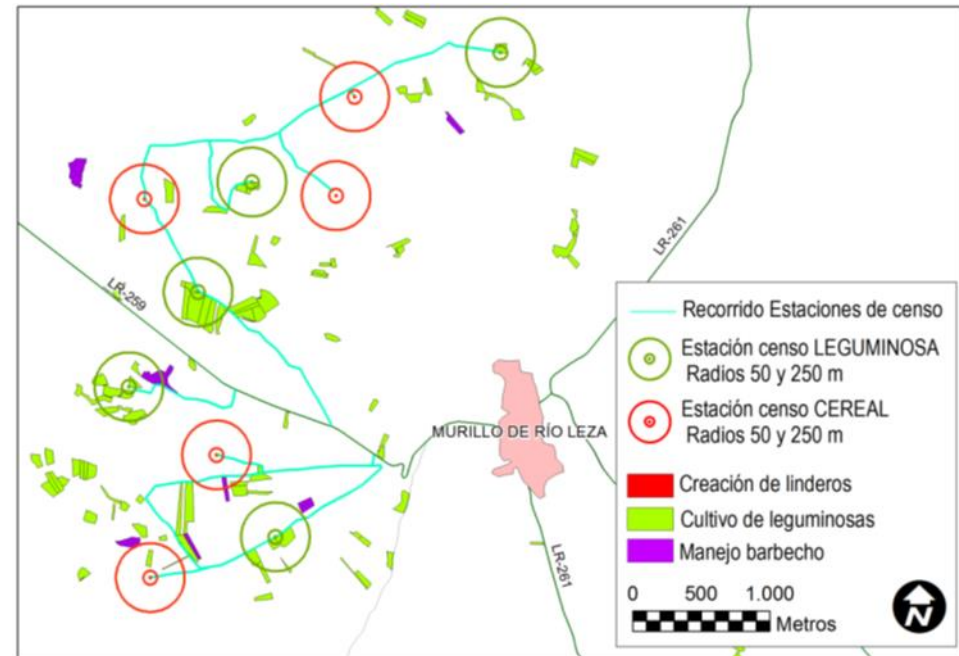 LR-261
LR-259
MURILLO DE RÍO LEZA
LR-261
Recorrido Estaciones de censo
Estación censo LEGUMINOSA
Radios 50 y 250 m
Estación censo CEREAL
Radios 50 y 250 m
Creación de linderos
Cultivo de leguminosas
Manejo barbecho
0 500 1.000
Metros
N